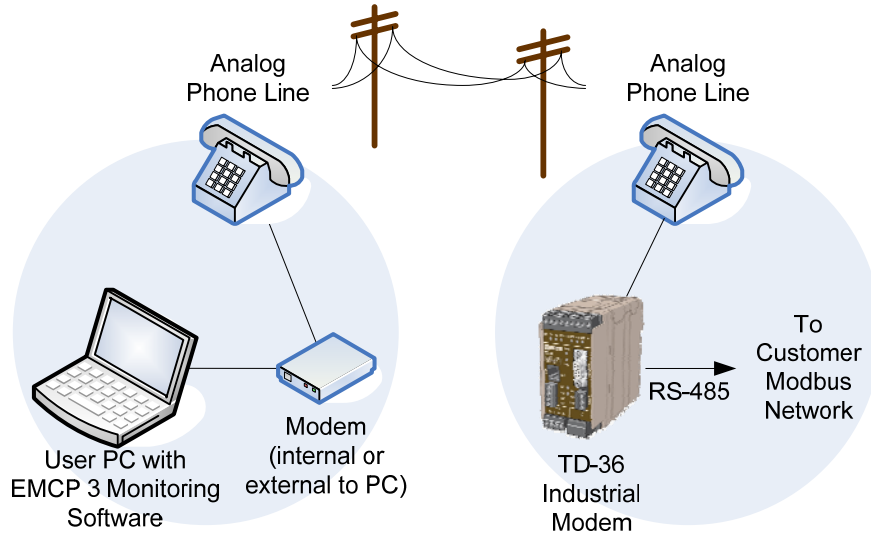 Analog
Phone Line
Analog
Phone Line
User PC with
EMCP 3 Monitoring
Software
Modem
(internal or
external to PC)
TD-36
Industrial
Modem
RS-485
To
Customer
Modbus
Network